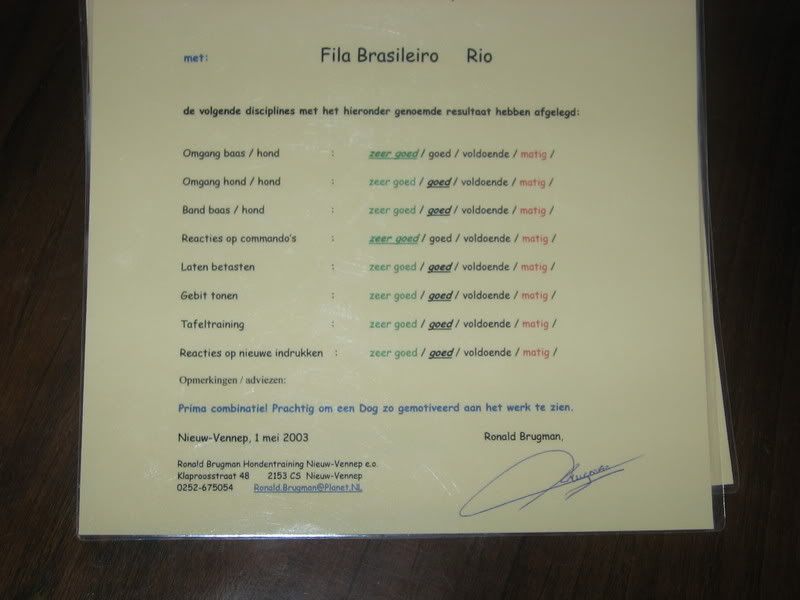 met: Fila Brasileiro Rio
de volgende disciplines met het hieronder genoemde resultaat hebben afgelegd:
Omgang baas / hond : zeer goed / goed / voldoende / matig /
Omgang hond / hond : zeer goed / goed / voldoende / matig /
Band baas / hond : zeer goed / goed / voldoende / matig /
Reacties op commando's : zeer goed / goed / voldoende / matig /
Laten betasten : zeer goed / goed / voldoende / matig /
Gebit tonen : zeer goed / goed / voldoende / matig /
Tafeltraining : zeer goed / goed / voldoende / matig /
Reacties op nieuwe indrukken : zeer goed / goed / voldoende / matig /
Opmerkingen / adviezen:
Prima combinatie! Prachtig om een Dog zo gemotiveerd aan het werk te zien.
Nieuw-Vennep, 1 mei 2003 Ronald Brugman,
Ronald Brugman Hondentraining Nieuw-Vennep e.o.
Klaproosstraat 48 2153 CS Nieuw-Vennep
0252-675054 Ronald.Brugman@Planet.NL